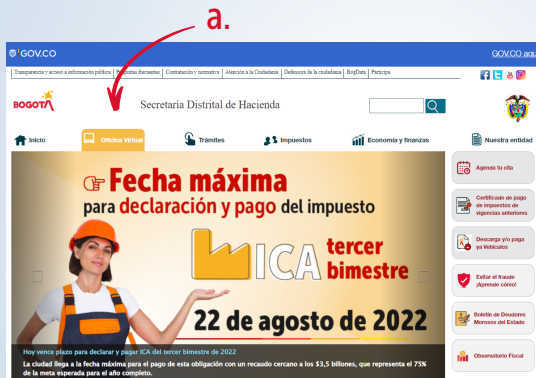 a.
GOV.CO
GOV.CO aqu
Transparencia y acceso a información pública | Preguntas frecuentes | Contratación y normativa | Atención a la Ciudadanía | Defensora de la ciudadanía | BogData | Participa
BOGOTÁ
Secretaria Distrital de Hacienda
Inicio
Oficina Virtual
Trámites
Impuestos
Economía y finanzas
Nuestra entidad
Fecha máxima
para declaración y pago del impuesto
ICA tercer
bimestre
22 de agosto de 2022
Hoy vence plazo para declarar y pagar ICA del tercer bimestre de 2022
La ciudad llega a la fecha máxima para el pago de esta obligación con un recaudo cercano a los $3,5 billones, que representa el 75%
de la meta esperada para el año completo.
Agenda tu cita
Certificado de pago
de impuestos de
vigencias anteriores
Descarga y/o paga
ya Vehículos
Evitar el fraude
¡Aprende cómo!
Boletín de Deudores
Morosos del Estado
Observatorio Fiscal